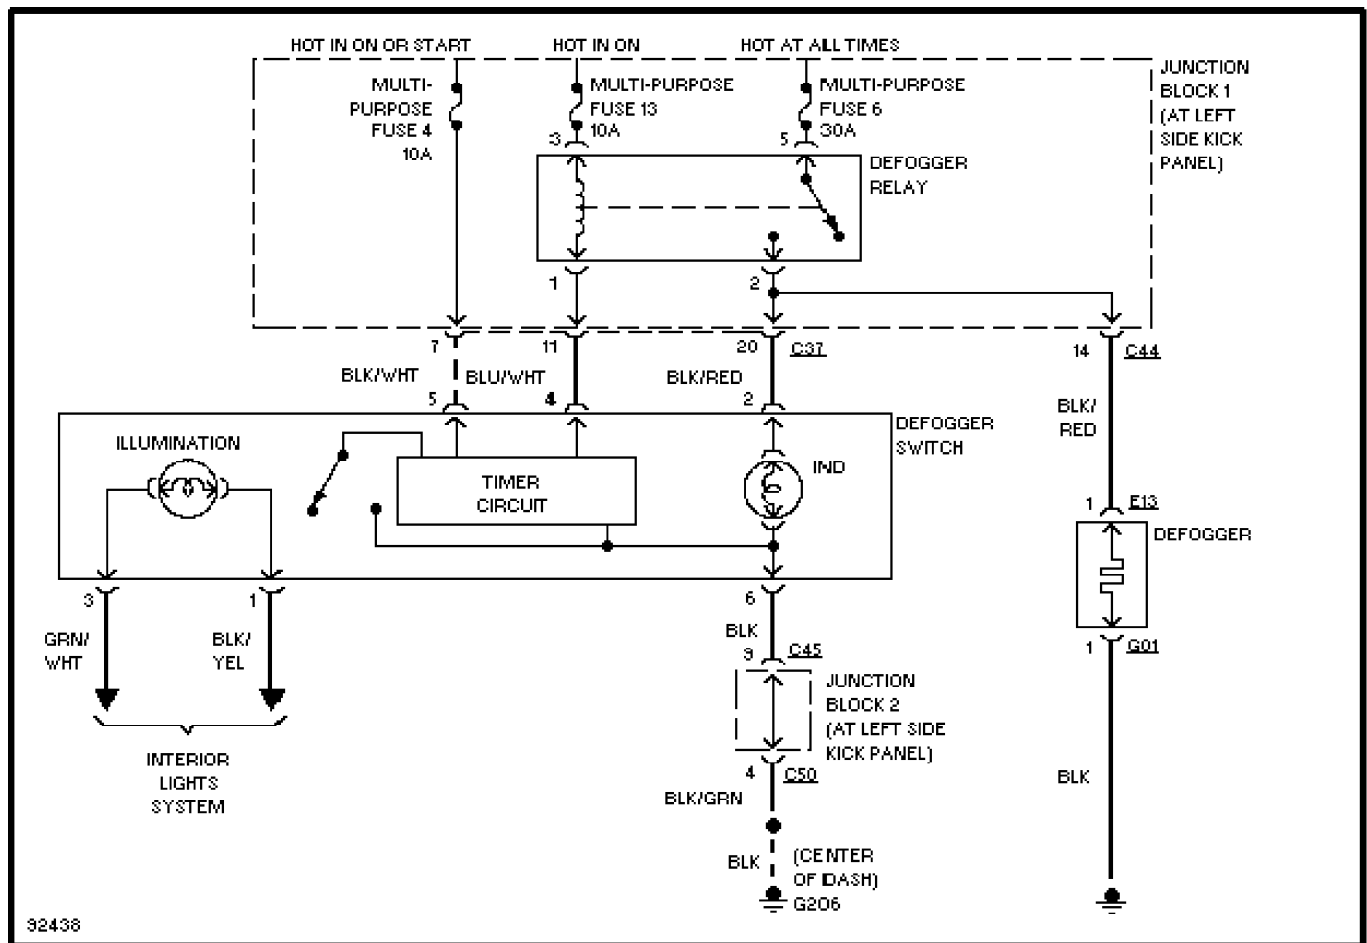 HOT IN ON OR START
HOT IN ON
HOT AT ALL TIMES
MULTI-
PURPOSE
FUSE 4
10A
MULTI-PURPOSE
FUSE 13
10A
MULTI-PURPOSE
FUSE 6
30A
JUNCTION
BLOCK 1
(AT LEFT
SIDE KICK
PANEL)
3
5
DEFOGGER
RELAY
1
2
7
11
20
C37
14
C44
BLK/WHT
BLU/WHT
BLK/RED
BLK/
RED
5
4
2
DEFOGGER
SWITCH
ILLUMINATION
TIMER
CIRCUIT
IND
1
E13
DEFOGGER
3
1
6
GRN/
WHT
BLK/
YEL
BLK
9
C45
1
G01
JUNCTION
BLOCK 2
(AT LEFT SIDE
KICK PANEL)
INTERIOR
LIGHTS
SYSTEM
4
C50
BLK/GRN
BLK
BLK
(CENTER
OF DASH)
G206
92438